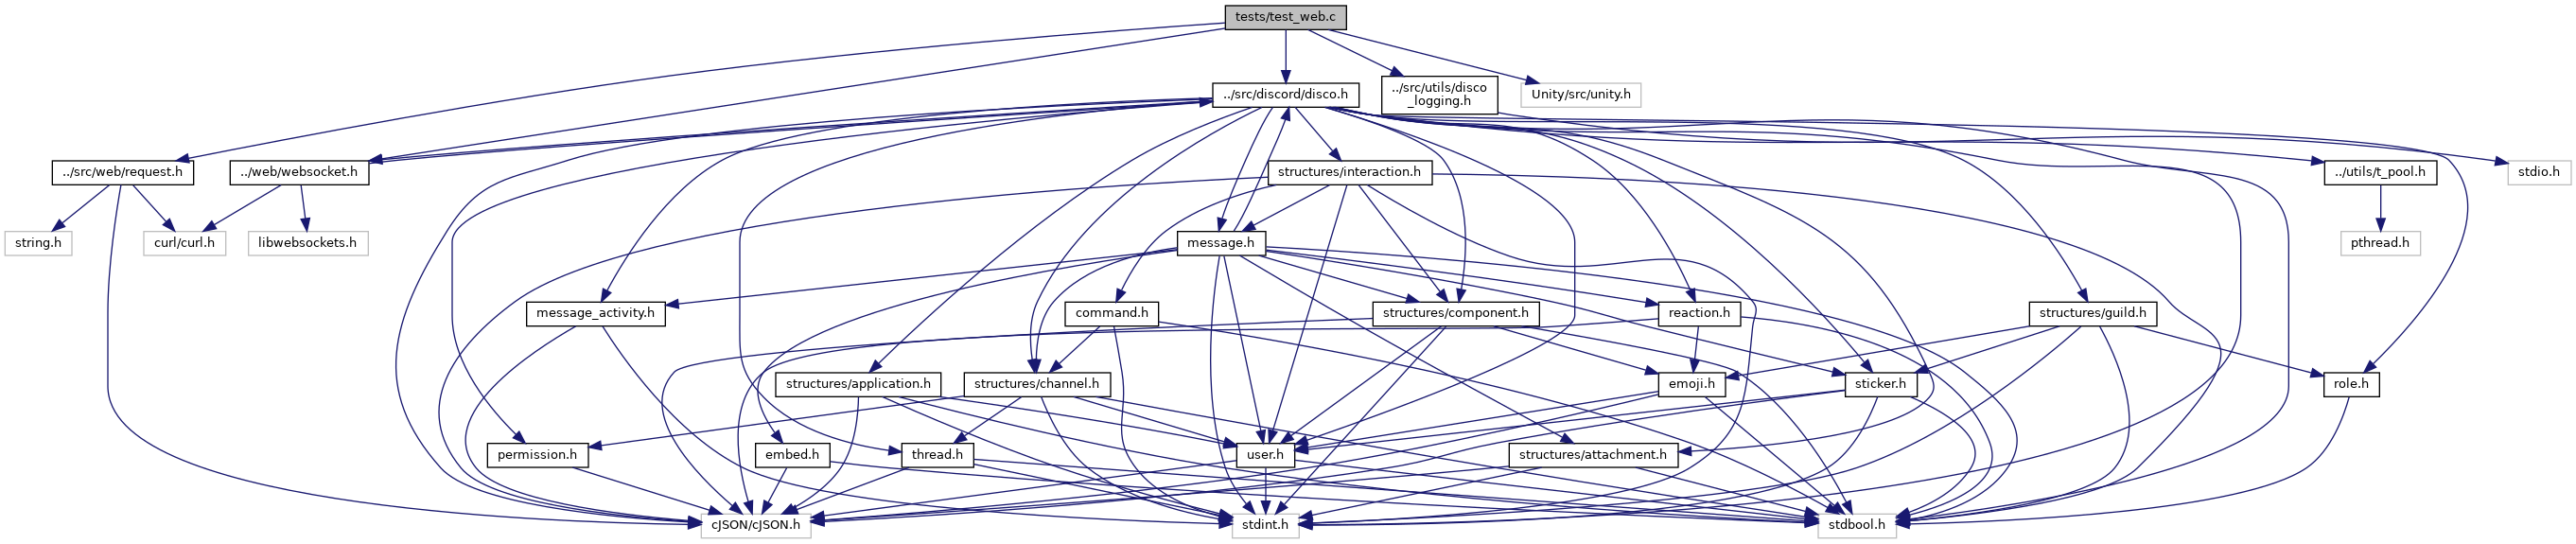 tests/test_web.c
../src/discord/disco.h
../src/utils/disco
_logging.h
Unity/src/unity.h
../src/web/request.h
../web/websocket.h
structures/interaction.h
../utils/t_pool.h
stdio.h
string.h
curl/curl.h
libwebsockets.h
message.h
pthread.h
message_activity.h
command.h
structures/component.h
reaction.h
structures/guild.h
structures/application.h
structures/channel.h
emoji.h
sticker.h
role.h
permission.h
embed.h
thread.h
user.h
structures/attachment.h
cJSON/cJSON.h
stdint.h
stdbool.h